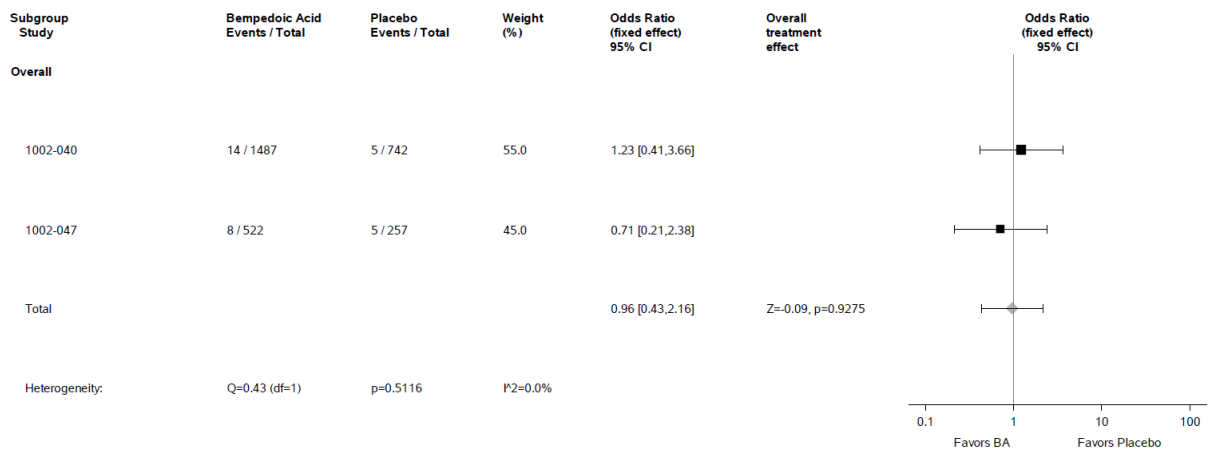 Subgroup Bempedoic Acid Placebo Weight Odds Ratio Overall Odds Ratio
Study Events / Total Events / Total (%) (fixed effect) treatment (fixed effect)
95% CI effect 95% CI
Overall
1002-040 14 / 1487 5 / 742 55.0 1.23 [0.41,3.66]
1002-047 8 / 522 5 / 257 45.0 0.71 [0.21,2.38]
Total 0.96 [0.43,2.16] Z=-0.09, p=0.9275
Heterogeneity: Q=0.43 (df=1) p=0.5116 I^2=0.0%
0.1 1 10 100
Favors BA Favors Placebo